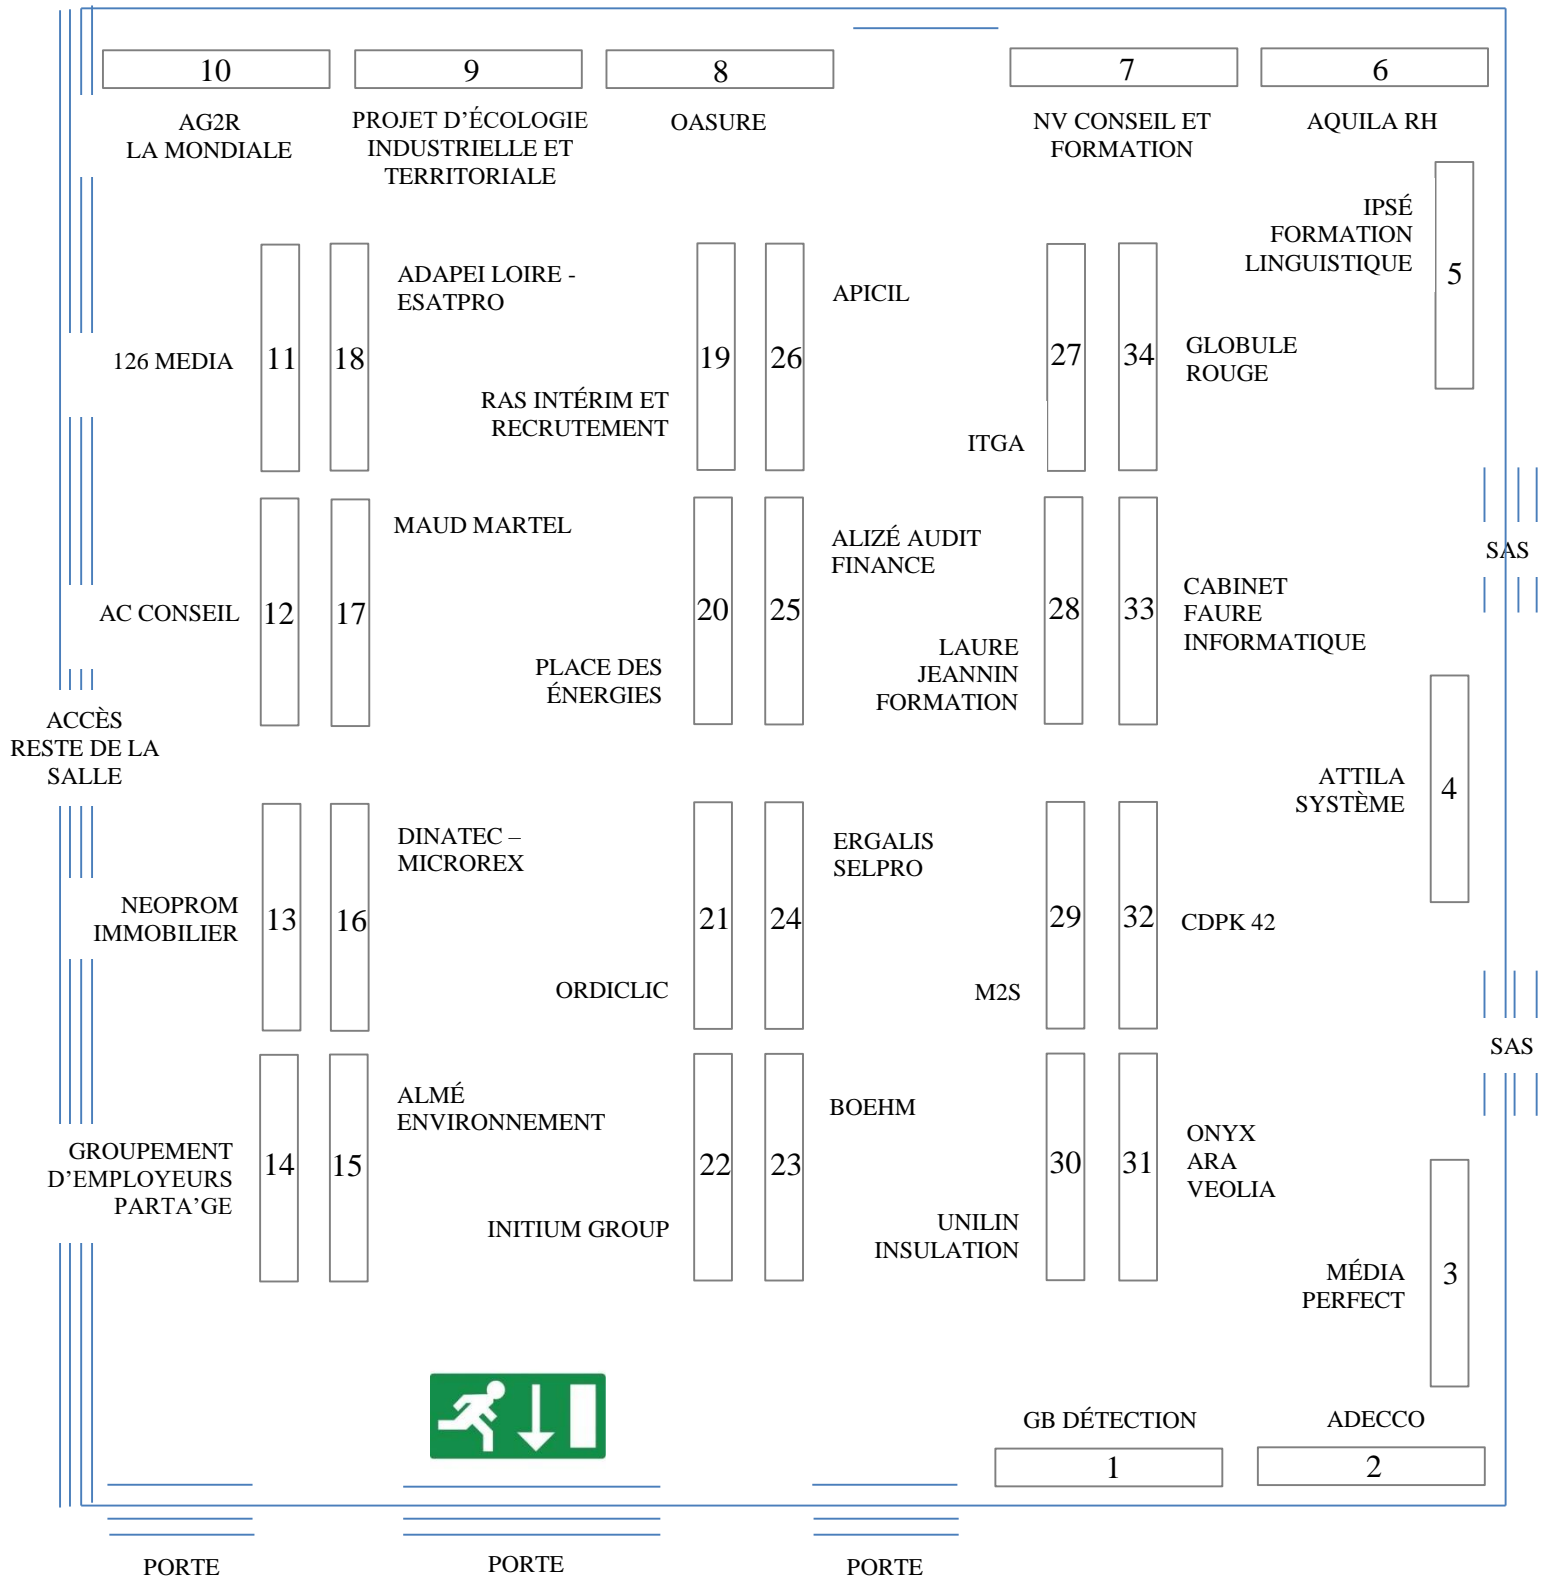 10
9
8
7
6
AG2R
LA MONDIALE
PROJET D’ÉCOLOGIE
INDUSTRIELLE ET
TERRITORIALE
OASURE
NV CONSEIL ET
FORMATION
AQUILA RH
IPSÉ
FORMATION
LINGUISTIQUE
5
126 MEDIA
11
18
ADAPEI LOIRE -
ESATPRO
RAS INTÉRIM ET
RECRUTEMENT
19
26
APICIL
ITGA
27
34
GLOBULE
ROUGE
SAS
AC CONSEIL
12
17
MAUD MARTEL
PLACE DES
ÉNERGIES
20
25
ALIZÉ AUDIT
FINANCE
LAURE
JEANNIN
FORMATION
28
33
CABINET
FAURE
INFORMATIQUE
ACCÈS
RESTE DE LA
SALLE
ATTILA
SYSTÈME
4
NEOPROM
IMMOBILIER
13
16
DINATEC –
MICROREX
ORDICLIC
21
24
ERGALIS
SELPRO
M2S
29
32
CDPK 42
SAS
GROUPEMENT
D’EMPLOYEURS
PARTA’GE
14
15
ALMÉ
ENVIRONNEMENT
INITIUM GROUP
22
23
BOEHM
UNILIN
INSULATION
30
31
ONYX
ARA
VEOLIA
MÉDIA
PERFECT
3
GB DÉTECTION
ADECCO
1
2
PORTE
PORTE
PORTE